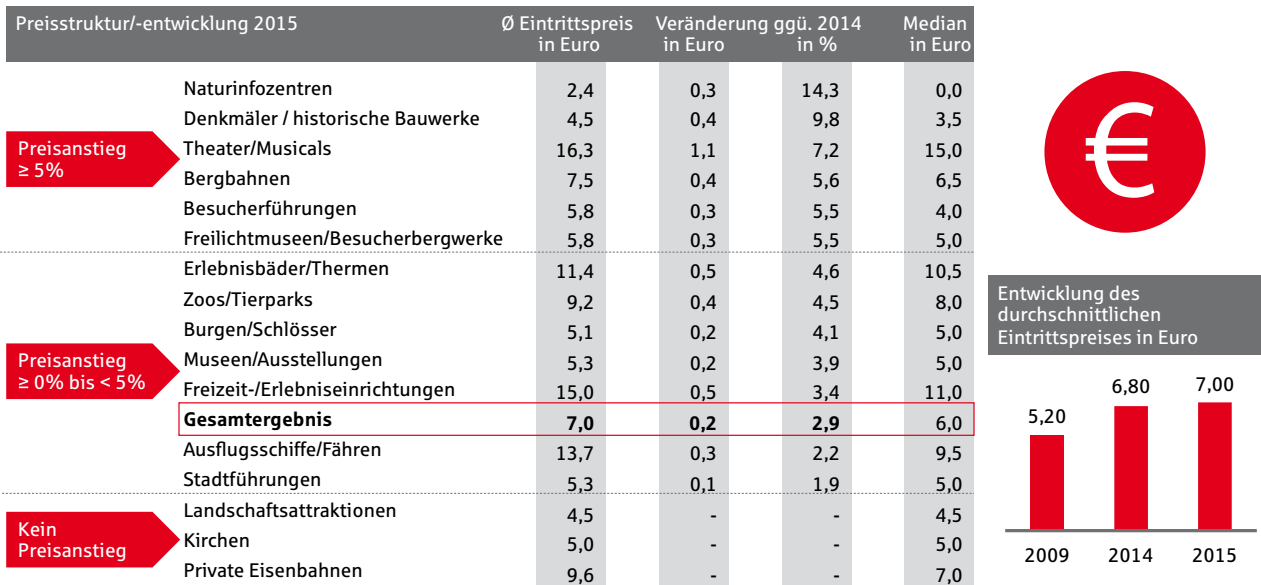 Preisstruktur/-entwicklung 2015 Ø Eintrittspreis Veränderung ggü. 2014 Median
in Euro in Euro in % in Euro
Naturinfozentren 2,4 0,3 14,3 0,0
Denkmäler / historische Bauwerke 4,5 0,4 9,8 3,5
Preisanstieg
≥ 5%
Theater/Musicals 16,3 1,1 7,2 15,0
Bergbahnen 7,5 0,4 5,6 6,5
Besucherführungen 5,8 0,3 5,5 4,0
Freilichtmuseen/Besucherbergwerke 5,8 0,3 5,5 5,0
Erlebnisbäder/Thermen 11,4 0,5 4,6 10,5
Zoos/Tierparks 9,2 0,4 4,5 8,0
Burgen/Schlösser 5,1 0,2 4,1 5,0
Preisanstieg
≥ 0% bis < 5%
Museen/Ausstellungen 5,3 0,2 3,9 5,0
Freizeit-/Erlebniseinrichtungen 15,0 0,5 3,4 11,0
Gesamtergebnis 7,0 0,2 2,9 6,0
Ausflugsschiffe/Fähren 13,7 0,3 2,2 9,5
Stadtführungen 5,3 0,1 1,9 5,0
Kein
Preisanstieg
Landschaftsattraktionen 4,5 - - 4,5
Kirchen 5,0 - - 5,0
Private Eisenbahnen 9,6 - - 7,0
€
Entwicklung des
durchschnittlichen
Eintrittspreises in Euro
5,20 6,80 7,00
2009 2014 2015